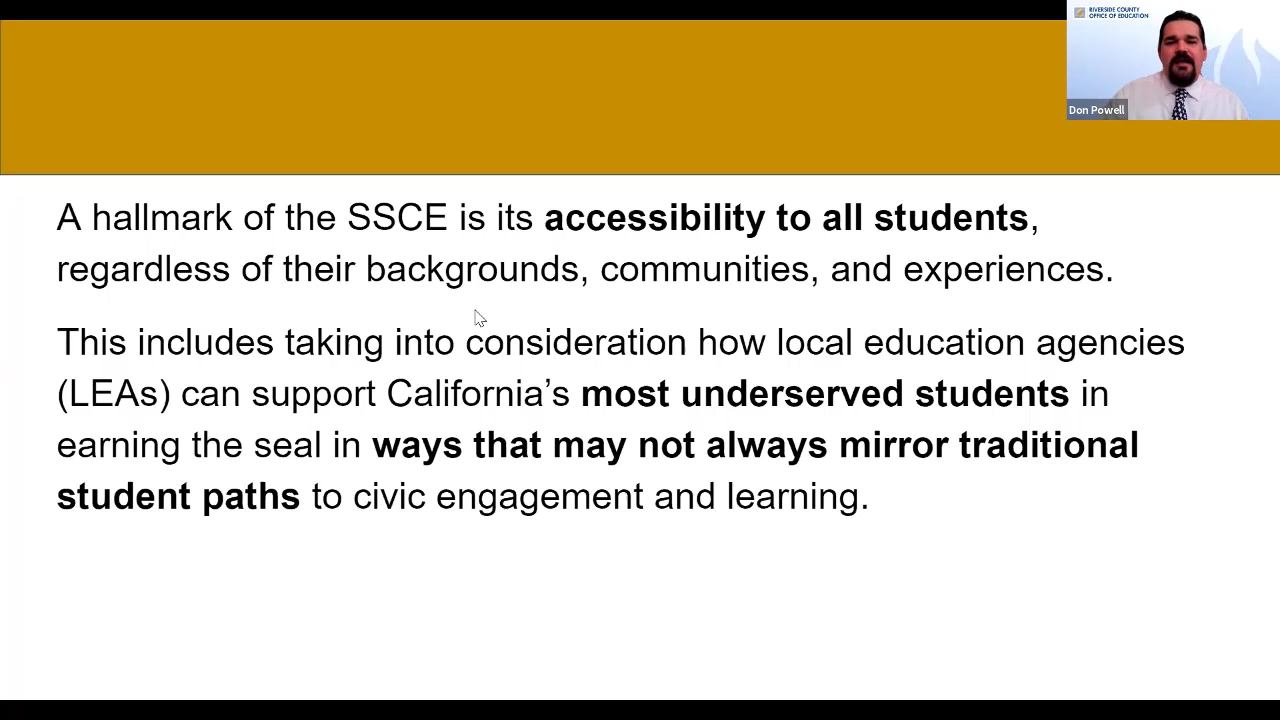 RIVERSIDE COUNTY
OFFICE OF EDUCATION
Don Powell
A hallmark of the SSCE is its accessibility to all students,
regardless of their backgrounds, communities, and experiences.
This includes taking into consideration how local education agencies
(LEAs) can support California’s most underserved students in
earning the seal in ways that may not always mirror traditional
student paths to civic engagement and learning.